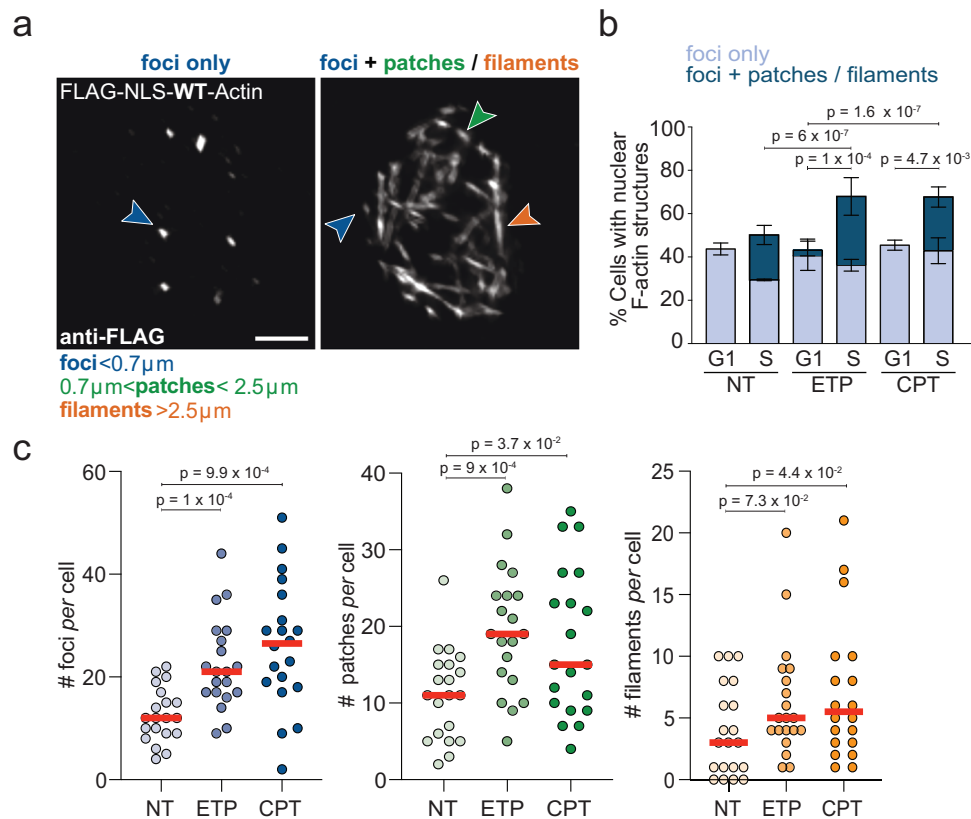 a
foci only
foci + patches / filaments
FLAG-NLS-WT-Actin
anti-FLAG
foci<0.7µm
0.7µm<patches< 2.5µm
filaments>2.5µm
b
foci only
foci + patches / filaments
p = 1.6 x 10⁻⁷
p = 6 x 10⁻⁷
p = 1 x 10⁻⁴
p = 4.7 x 10⁻³
% Cells with nuclear
F-actin structures
100
80
60
40
20
0
G1 S G1 S G1 S
NT ETP CPT
c
p = 9.9 x 10⁻⁴
p = 1 x 10⁻⁴
# foci per cell
60
40
20
0
NT ETP CPT
p = 3.7 x 10⁻²
p = 9 x 10⁻⁴
# patches per cell
40
30
20
10
0
NT ETP CPT
p = 4.4 x 10⁻²
p = 7.3 x 10⁻²
# filaments per cell
25
20
15
10
5
0
NT ETP CPT